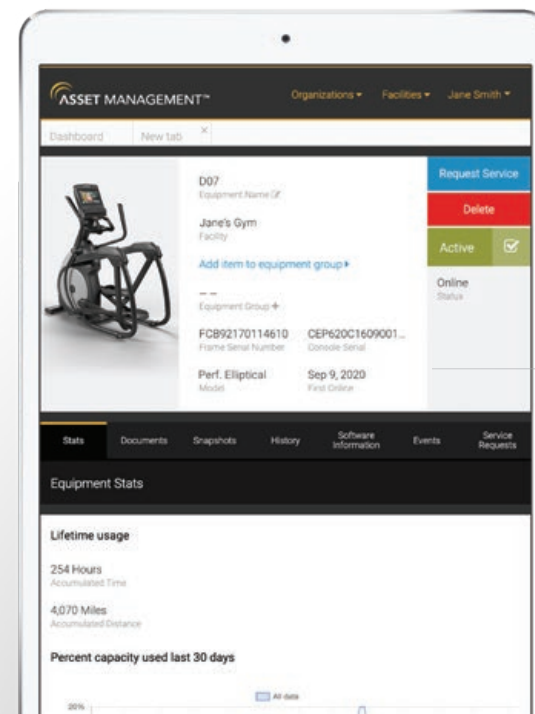 ASSET MANAGEMENT™
Organizations Facilities Jane Smith
Dashboard New tab ×
D07
Equipment Name
Jane's Gym
Facility
Add item to equipment group
– –
Equipment Group +
FCB92170114610 CEP620C1609001...
Frame Serial Number Console Serial
Perf. Elliptical Sep 9, 2020
Model First Online
Request Service
Delete
Active
Online
Status
Stats Documents Snapshots History Software Information Events Service Requests
Equipment Stats
Lifetime usage
254 Hours
Accumulated Time
4,070 Miles
Accumulated Distance
Percent capacity used last 30 days
All data
20%